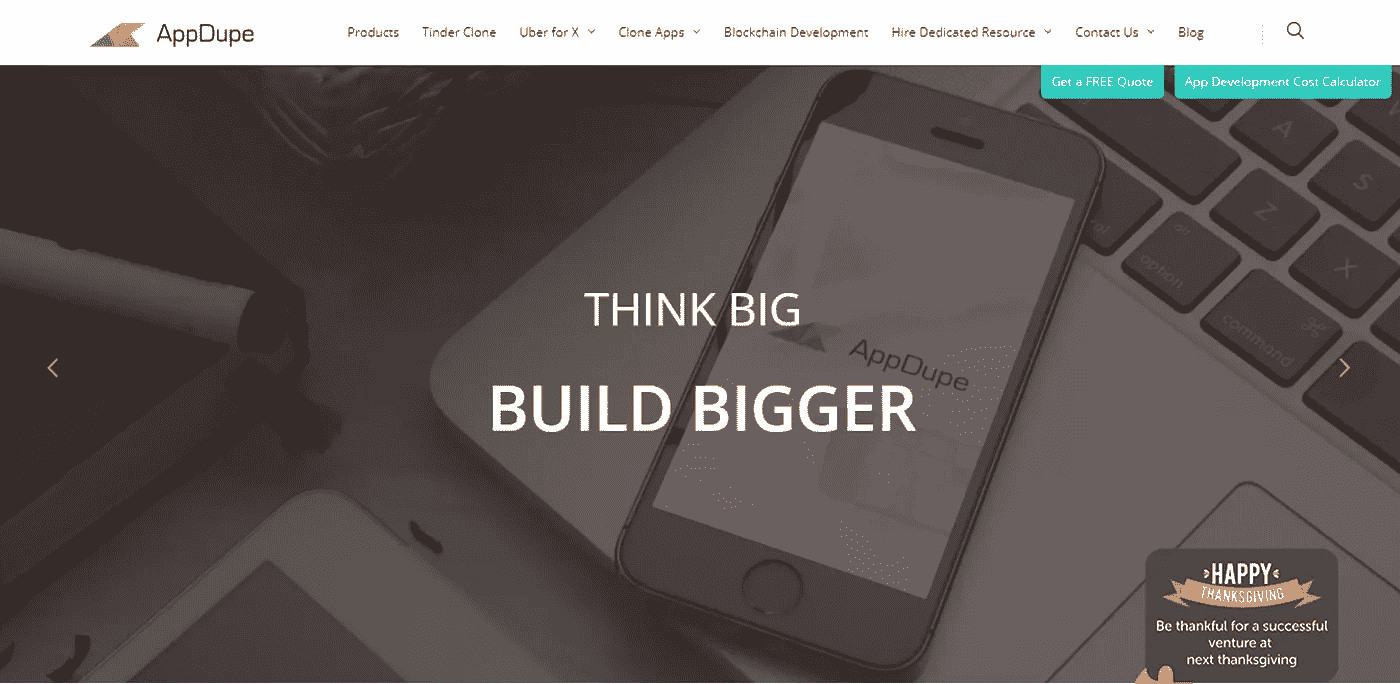 AppDupe
Products Tinder Clone Uber for X Clone Apps Blockchain Development Hire Dedicated Resource Contact Us Blog
Get a FREE Quote App Development Cost Calculator
A
S
Z
X
alt
option
command ⌘
THINK BIG
AppDupe
BUILD BIGGER
HAPPY
THANKSGIVING
Be thankful for a successful
venture at
next thanksgiving